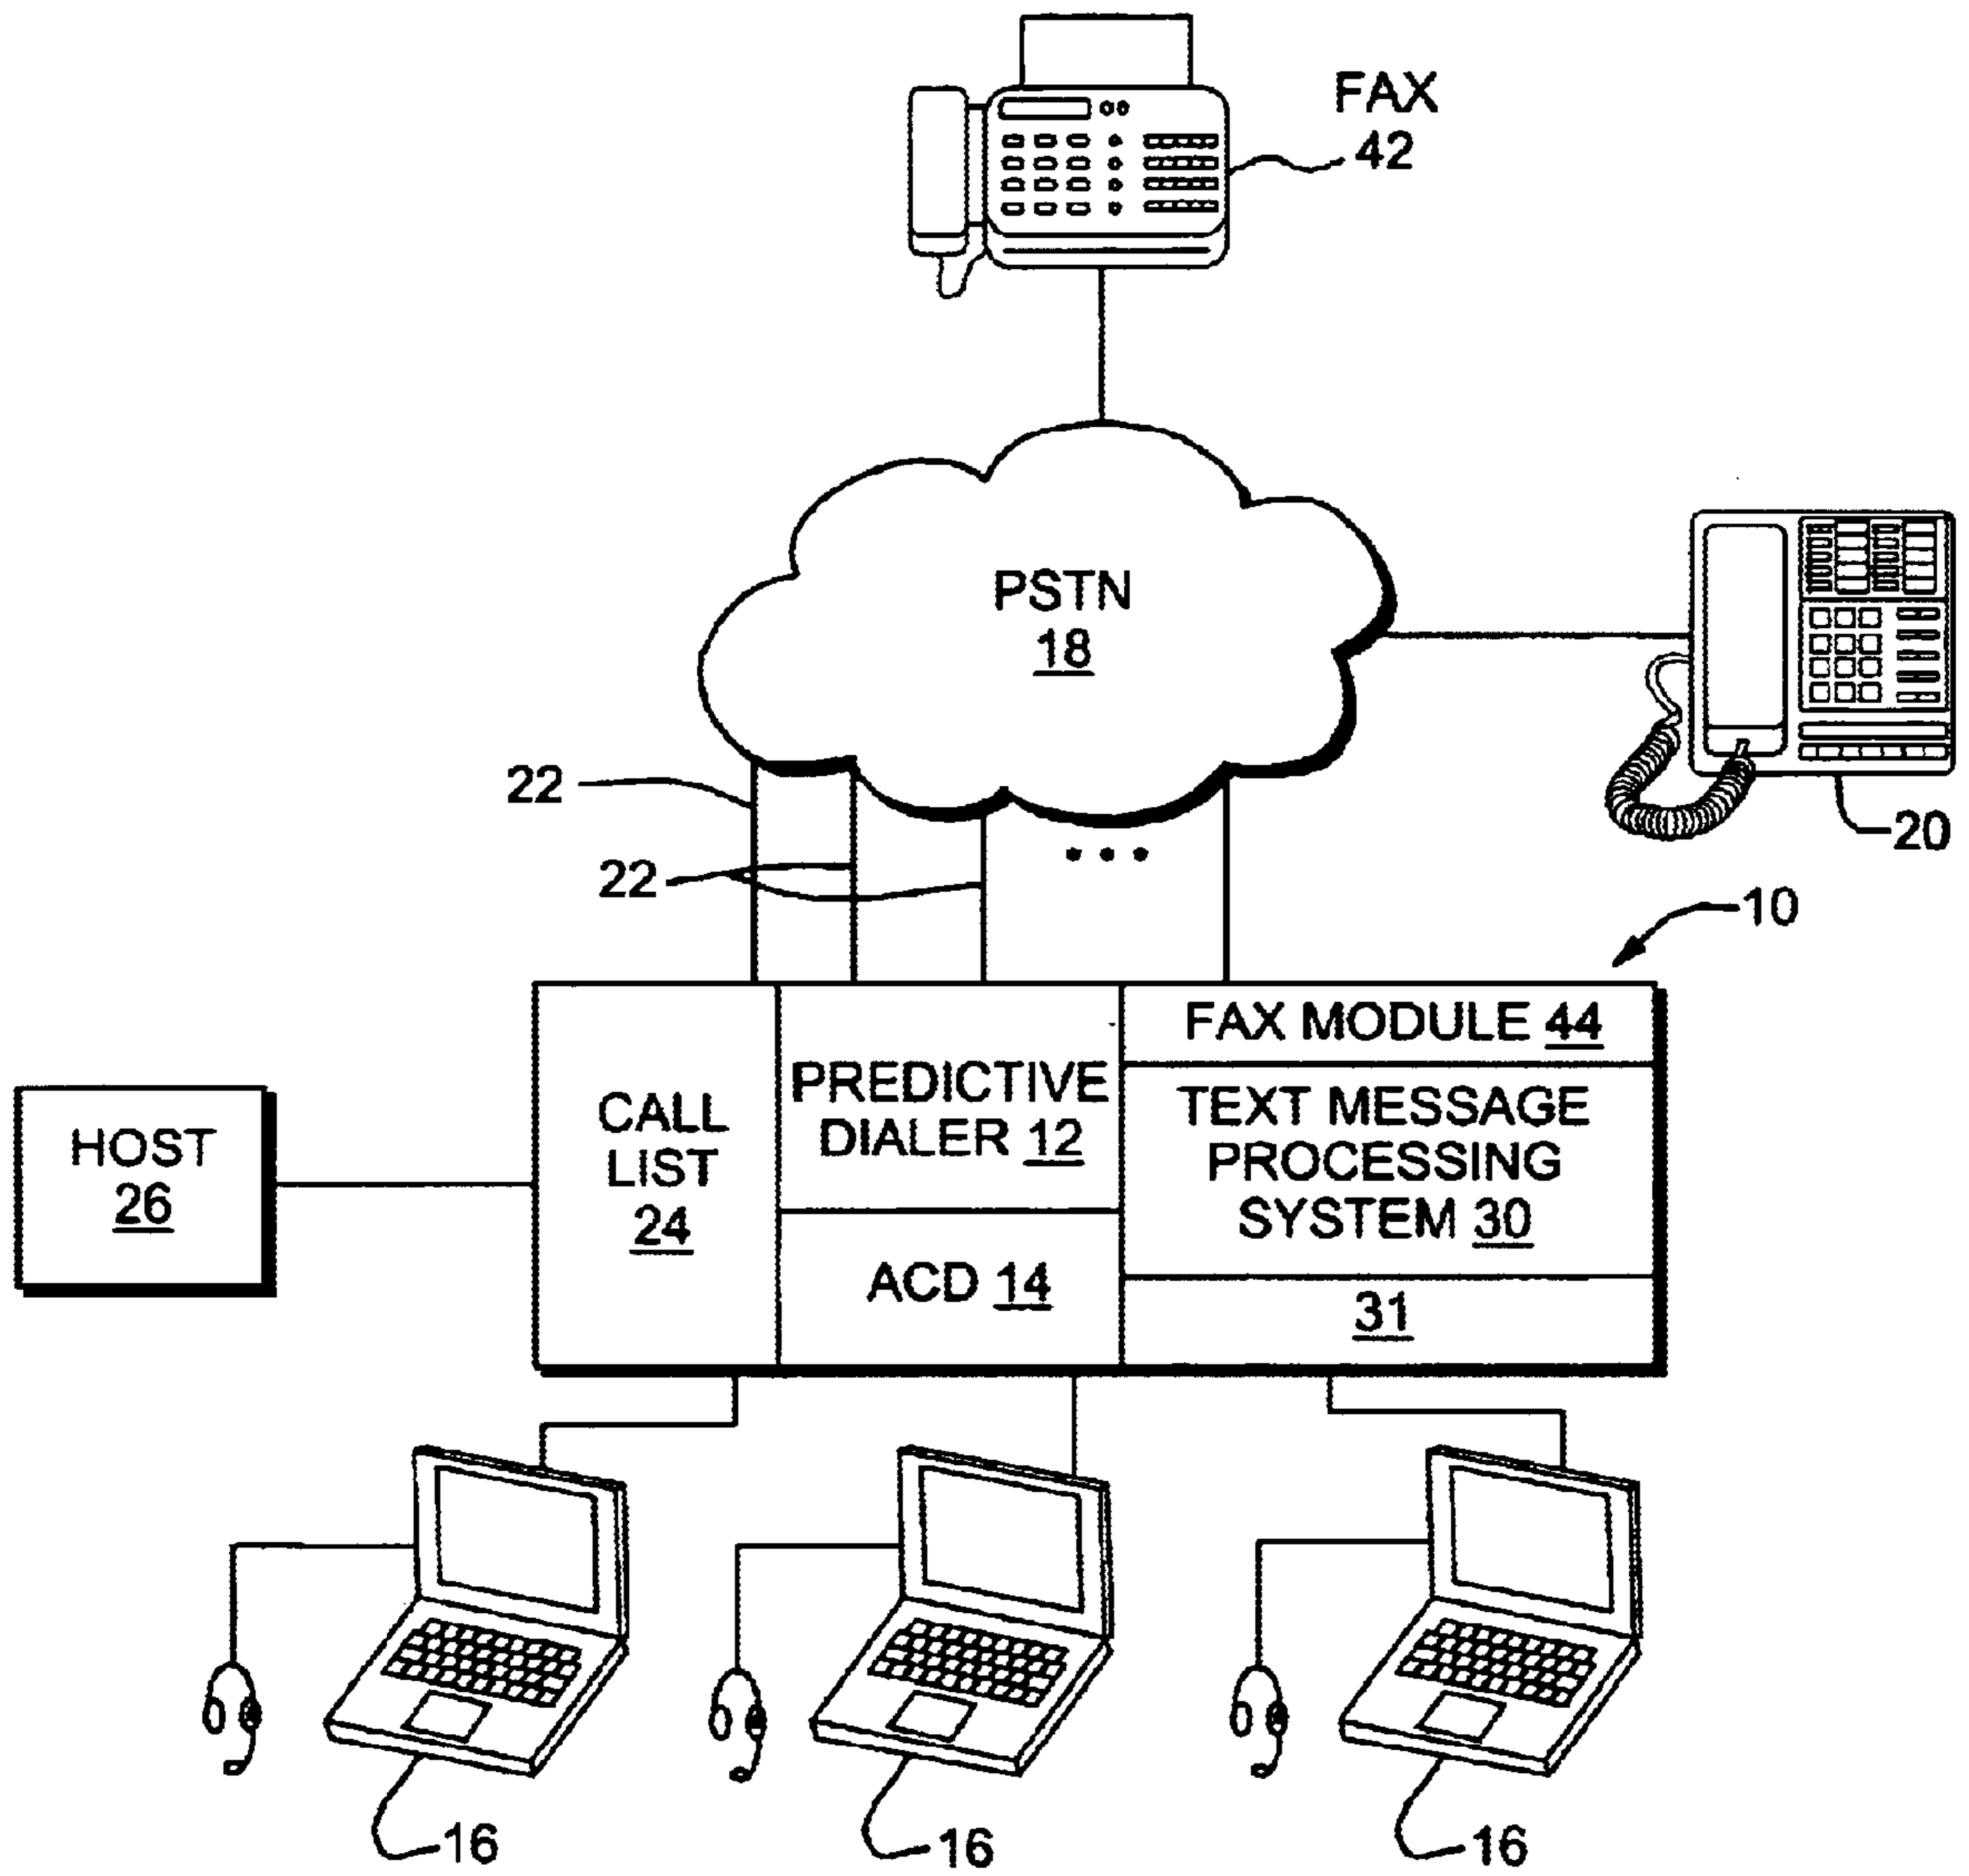 FAX
42
PSTN
18
22
22
20
10
FAX MODULE 44
PREDICTIVE
DIALER 12
TEXT MESSAGE
PROCESSING
SYSTEM 30
CALL
LIST
24
HOST
26
ACD 14
31
16
16
16